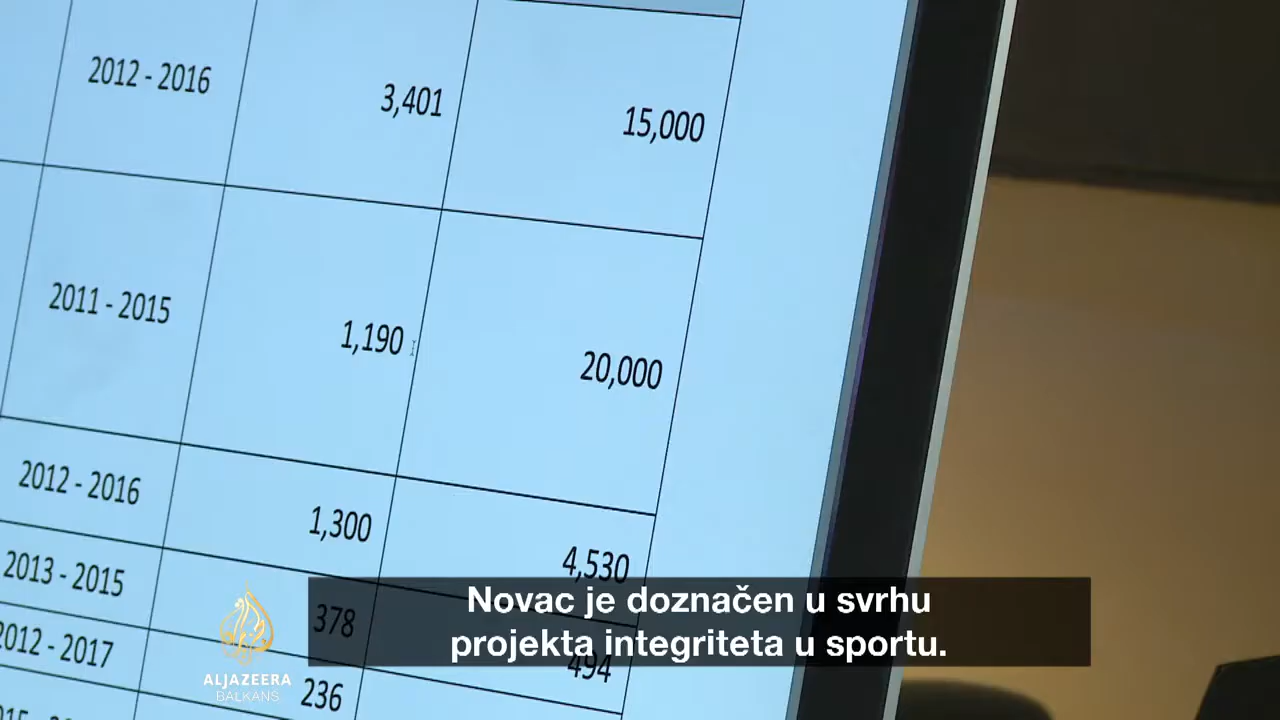 2012 - 2016 3,401 15,000
2011 - 2015 1,190 20,000
2012 - 2016 1,300 4,530
2013 - 2015 378 494
2012 - 2017 236
Novac je doznačen u svrhu
projekta integriteta u sportu.
ALJAZEERA
BALKANS